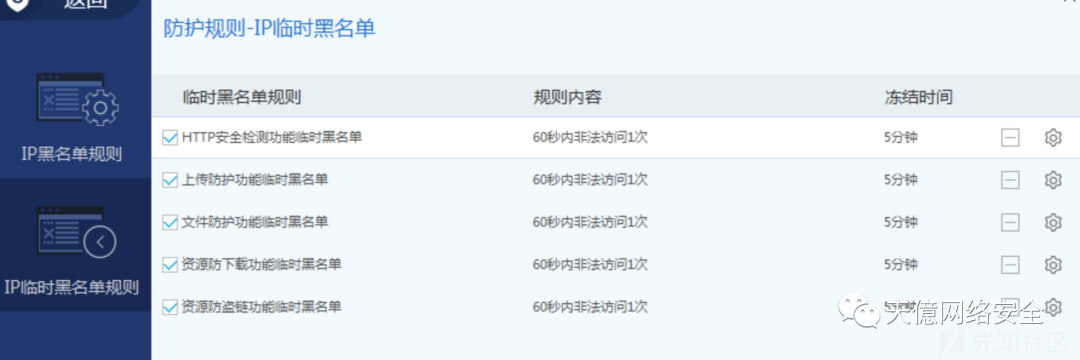 返回
防护规则-IP临时黑名单
临时黑名单规则 规则内容 冻结时间
HTTP安全检测功能临时黑名单 60秒内非法访问1次 5分钟
IP黑名单规则
上传防护功能临时黑名单 60秒内非法访问1次 5分钟
文件防护功能临时黑名单 60秒内非法访问1次 5分钟
资源防下载功能临时黑名单 60秒内非法访问1次 5分钟
IP临时黑名单规则
资源防盗链功能临时黑名单 60秒内非法访问1次 5分钟
天億网络安全
先知社区